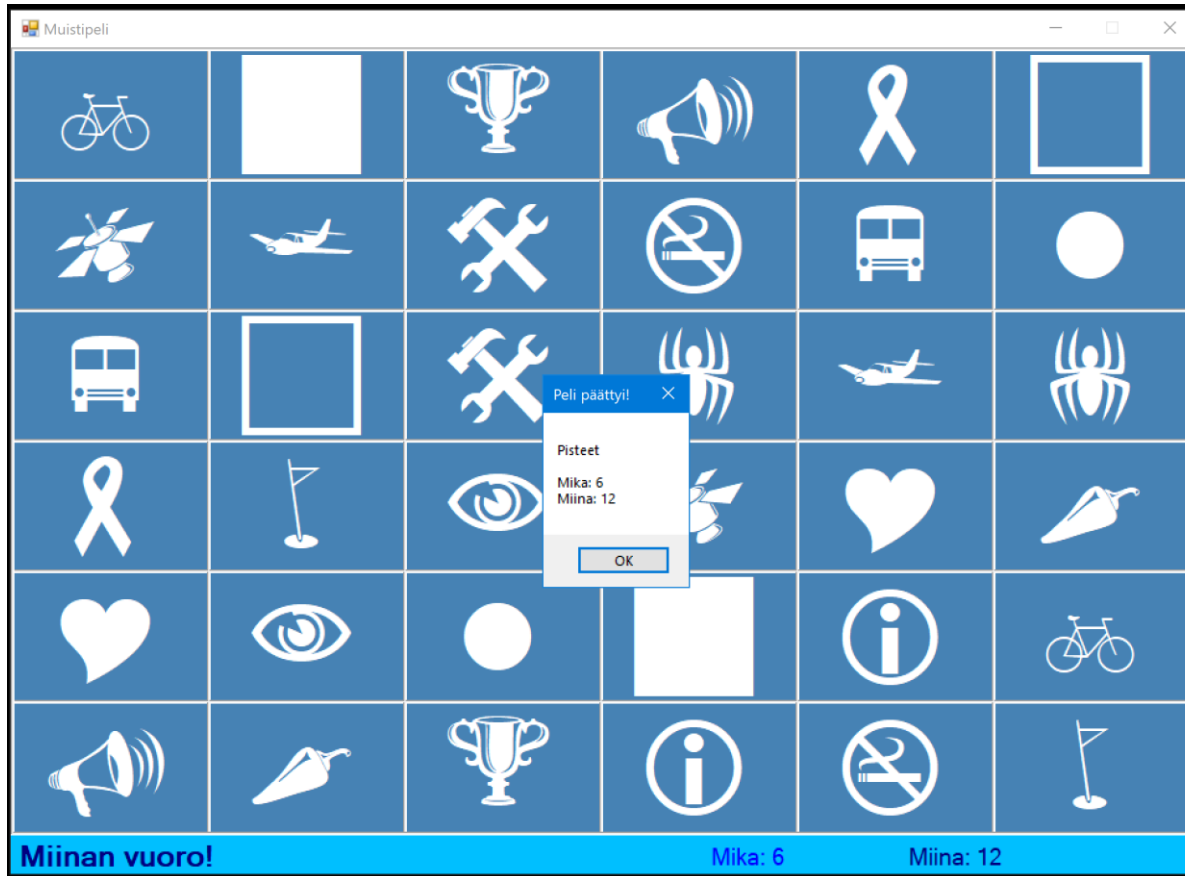 Muistipeli
Peli päättyi!
Pisteet
Mika: 6
Miina: 12
OK
Miinan vuoro!
Mika: 6
Miina: 12